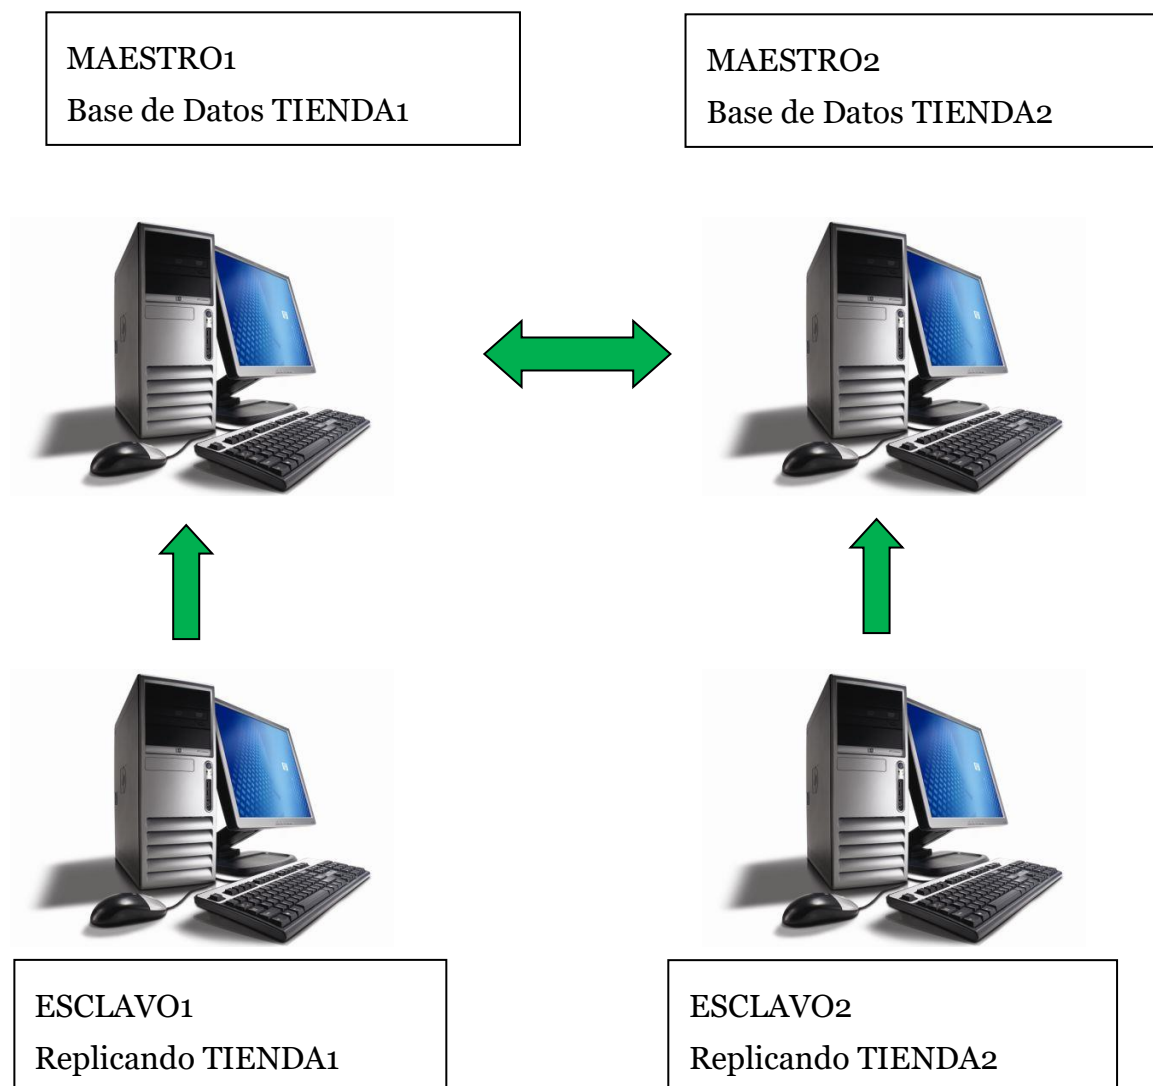 MAESTRO1
Base de Datos TIENDA1
MAESTRO2
Base de Datos TIENDA2
ESCLAVO1
Replicando TIENDA1
ESCLAVO2
Replicando TIENDA2